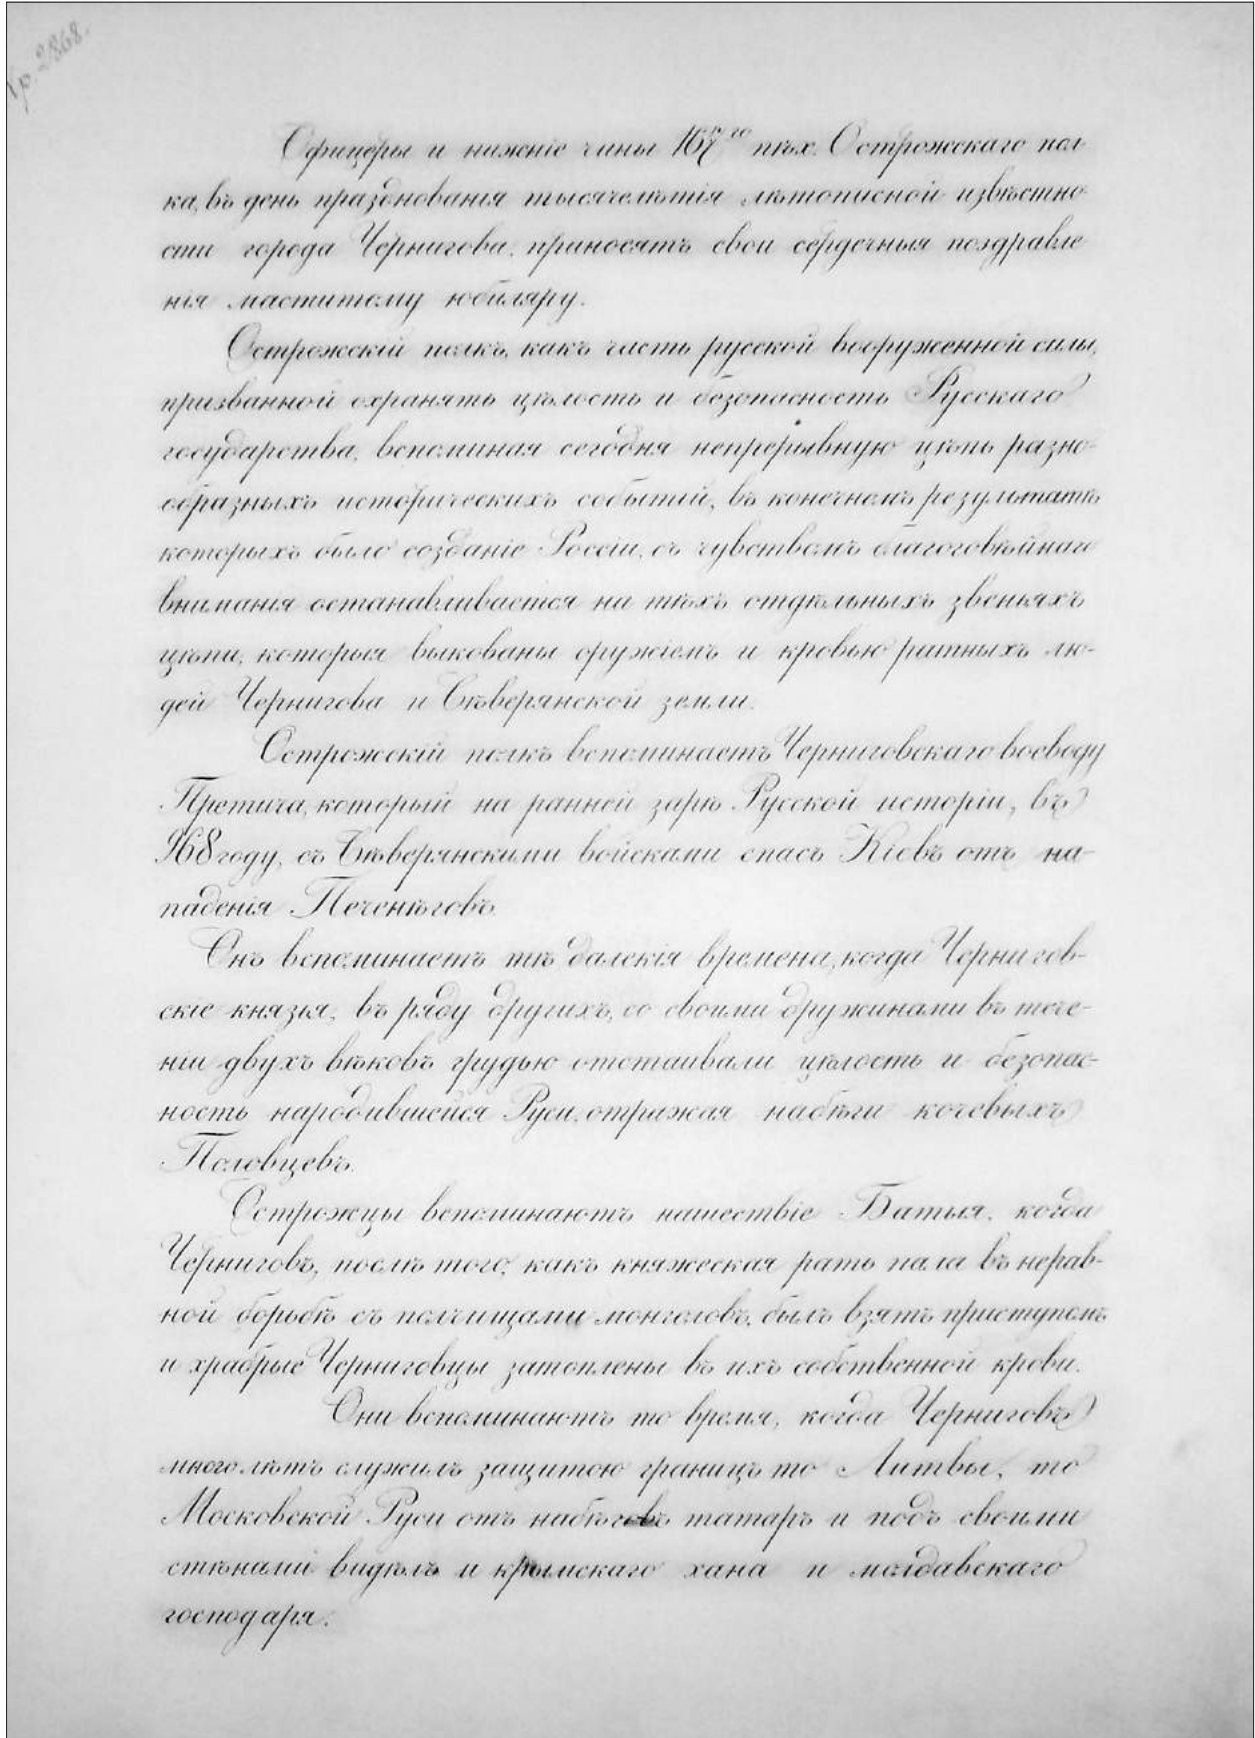 Гр. 2868.
Офицеры и нижніе чины 167го пѣх. Острожскаго пол
ка, въ день празднованія тысячелѣтія лѣтописной извѣстно
сти города Чернигова, приносятъ свои сердечныя поздравле
нія маститому юбиляру.
Острожскій полкъ, какъ часть русской вооруженной силы,
призванной охранять цѣлость и безопасность Русскаго
государства, вспоминая сегодня непрерывную цѣпь разно-
образныхъ историческихъ событій, въ конечномъ результатѣ
которыхъ было созданіе Россіи, съ чувствомъ благоговѣйнаго
вниманія останавливается на тѣхъ отдѣльныхъ звеньяхъ
цѣпи, которыя выкованы оружіемъ и кровью ратныхъ лю-
дей Чернигова и Сѣверянской земли.
Острожскій полкъ вспоминаетъ Черниговскаго воеводу
Претича, который на ранней зарѣ Русской исторіи, въ
968 году, съ Сѣверянскими войсками спасъ Кіевъ отъ на-
паденія Печенѣговъ.
Онъ вспоминаетъ тѣ далекія времена, когда Чернигов-
скіе князья, въ ряду другихъ, со своими дружинами въ тече-
ніи двухъ вѣковъ грудью отстаивали цѣлость и безопас-
ность народившейся Руси, отражая набѣги кочевыхъ
Половцевъ.
Острожцы вспоминаютъ нашествіе Батыя, когда
Черниговъ, послѣ того, какъ княжеская рать пала въ нерав-
ной борьбѣ съ полчищами монголовъ, былъ взятъ приступомъ
и храбрые Черниговцы затоплены въ ихъ собственной крови.
Они вспоминаютъ то время, когда Черниговъ
много лѣтъ служилъ защитою границъ то Литвы, то
Московской Руси отъ набѣговъ татаръ и подъ своими
стѣнами видѣлъ и крымскаго хана и молдавскаго
господаря.